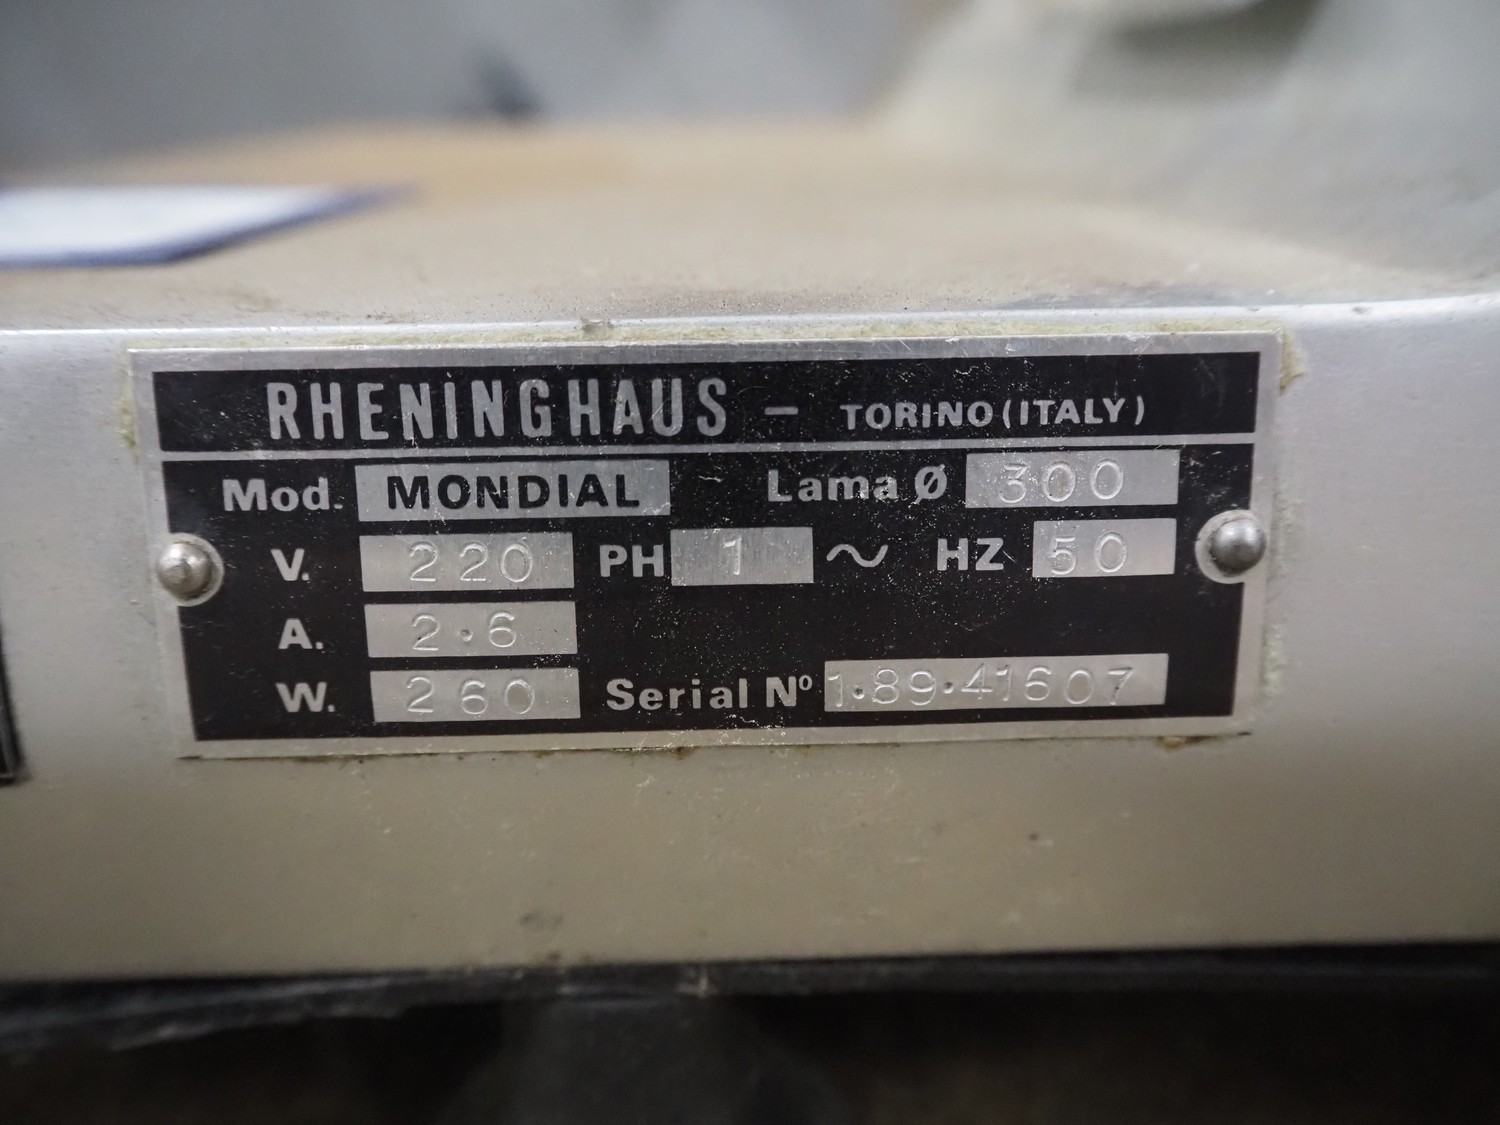 RHENINGHAUS - TORINO (ITALY)
Mod. MONDIAL Lama Ø 300
V. 220 PH 1 ~ HZ 50
A. 2.6
W. 260 Serial Nº 1.89.41607